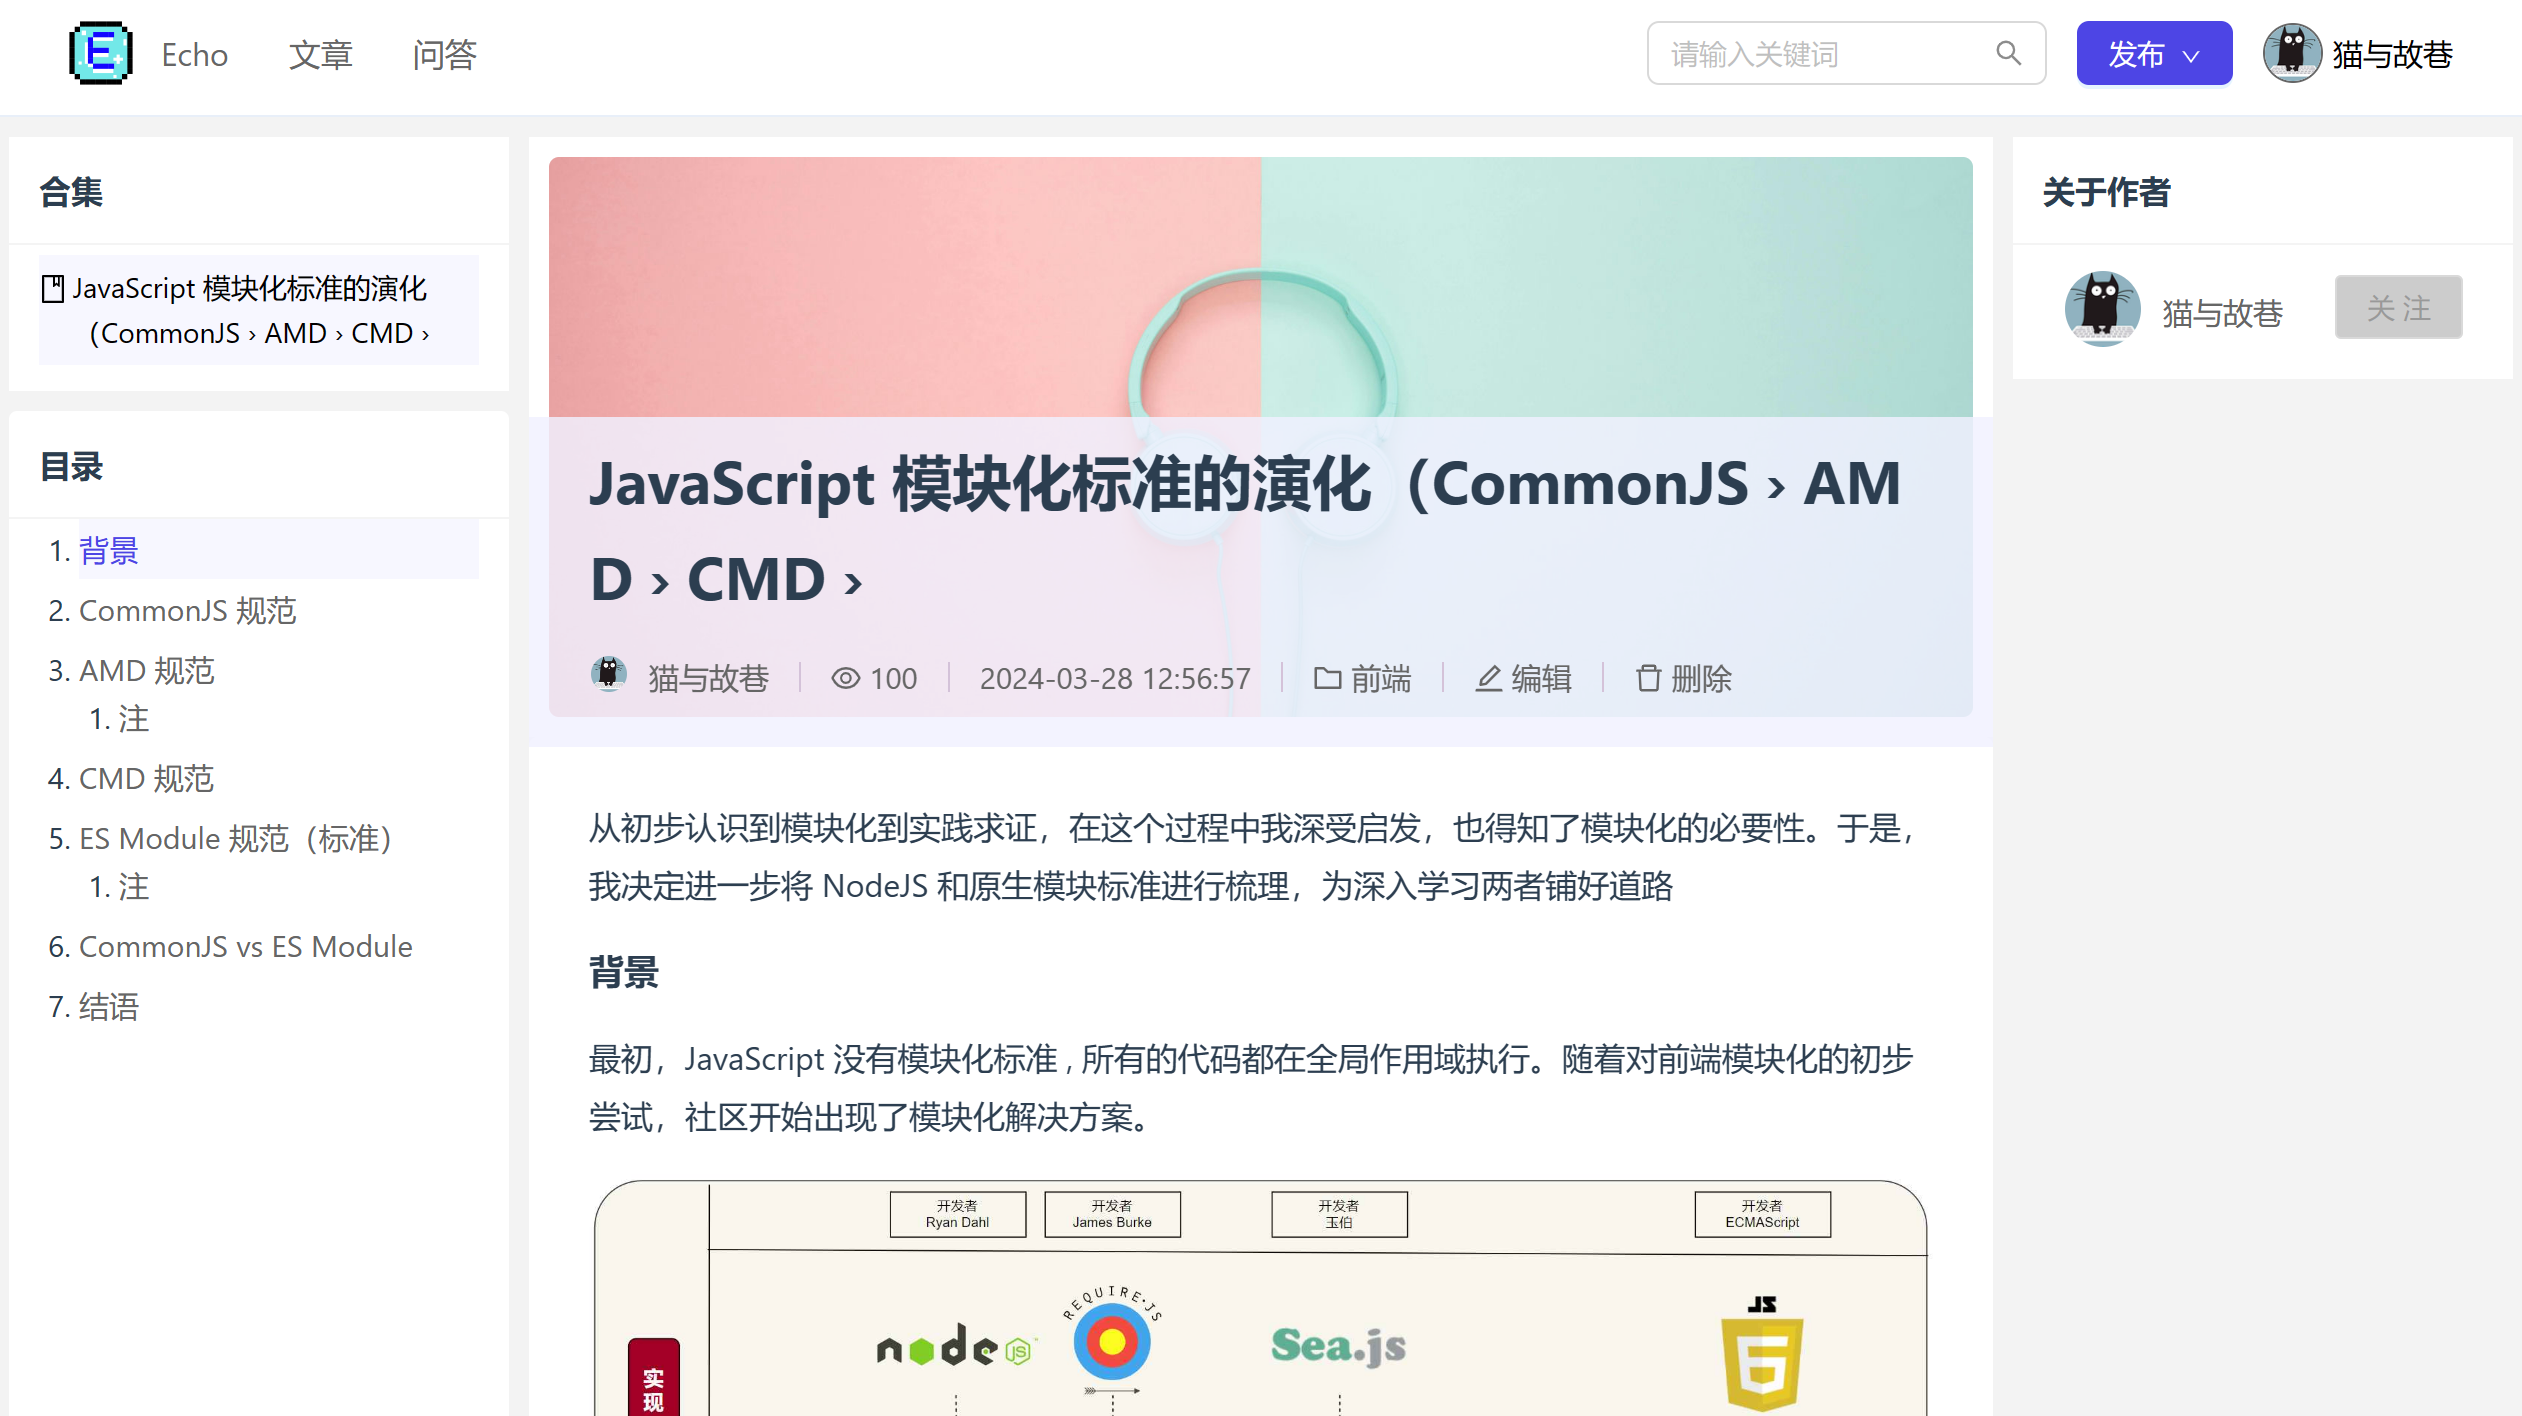 Echo
文章
问答
请输入关键词
发布
猫与故巷
合集
JavaScript 模块化标准的演化
（CommonJS › AMD › CMD ›
目录
1. 背景
2. CommonJS 规范
3. AMD 规范
1. 注
4. CMD 规范
5. ES Module 规范（标准）
1. 注
6. CommonJS vs ES Module
7. 结语
JavaScript 模块化标准的演化（CommonJS › AM
D › CMD ›
猫与故巷
100
2024-03-28 12:56:57
前端
编辑
删除
从初步认识到模块化到实践求证，在这个过程中我深受启发，也得知了模块化的必要性。于是，
我决定进一步将 NodeJS 和原生模块标准进行梳理，为深入学习两者铺好道路
背景
最初，JavaScript 没有模块化标准 , 所有的代码都在全局作用域执行。随着对前端模块化的初步
尝试，社区开始出现了模块化解决方案。
开发者
Ryan Dahl
开发者
James Burke
开发者
玉伯
开发者
ECMAScript
node JS
REQUIRE.JS
Sea.js
JS
6
实
现
关于作者
猫与故巷
关 注